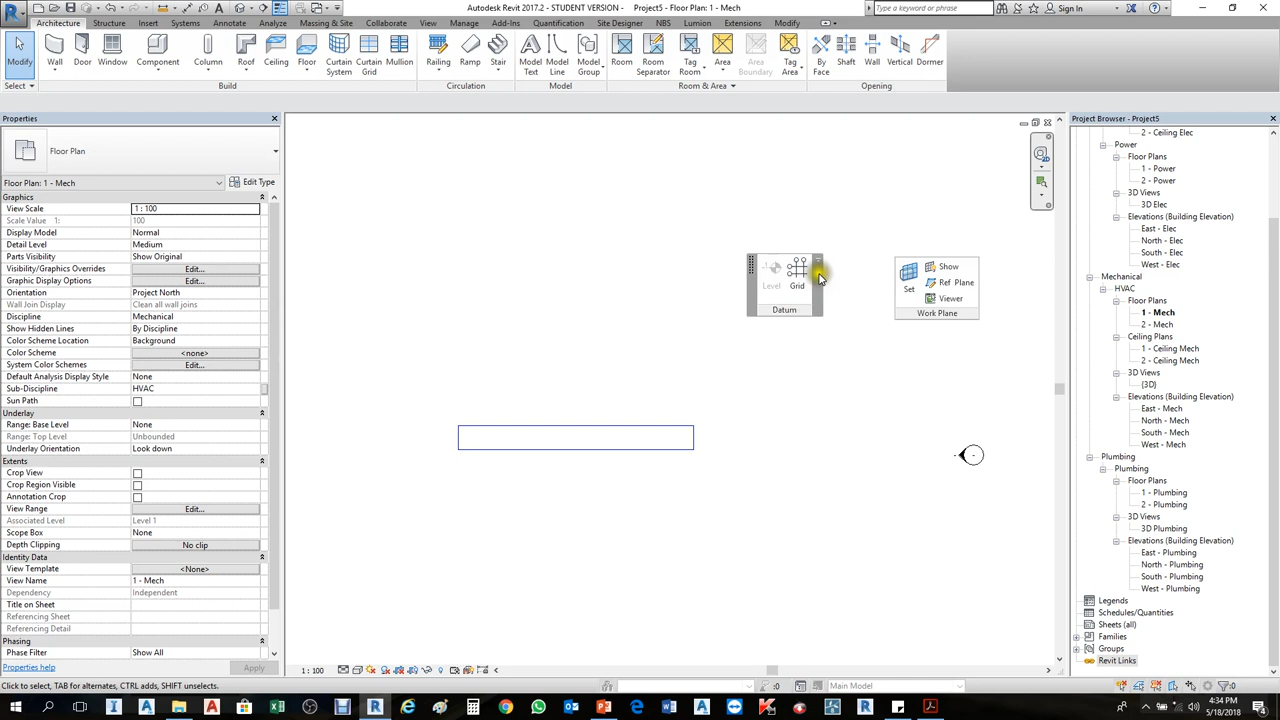 Autodesk Revit 2017.2 - STUDENT VERSION - Project5 - Floor Plan: 1 - Mech
Type a keyword or phrase
Sign In
Architecture Structure Insert Systems Annotate Analyze Massing & Site Collaborate View Manage Add-Ins Quantification Site Designer NBS Lumion Extensions Modify
Modify Wall Door Window Component Column Roof Ceiling Floor Curtain System Curtain Grid Mullion Railing Ramp Stair Model Text Model Line Model Group Room Room Separator Tag Room Area Area Boundary Tag Area By Face Shaft Wall Vertical Dormer
Select Build Circulation Model Room & Area Opening
Properties
Floor Plan
Floor Plan: 1 - Mech
Edit Type
Graphics
View Scale 1 : 100
Scale Value 1: 100
Display Model Normal
Detail Level Medium
Parts Visibility Show Original
Visibility/Graphics Overrides Edit...
Graphic Display Options Edit...
Orientation Project North
Wall Join Display Clean all wall joins
Discipline Mechanical
Show Hidden Lines By Discipline
Color Scheme Location Background
Color Scheme <none>
System Color Schemes Edit...
Default Analysis Display Style None
Sub-Discipline HVAC
Sun Path
Underlay
Range: Base Level None
Range: Top Level Unbounded
Underlay Orientation Look down
Extents
Crop View
Crop Region Visible
Annotation Crop
View Range Edit...
Associated Level Level 1
Scope Box None
Depth Clipping No clip
Identity Data
View Template <None>
View Name 1 - Mech
Dependency Independent
Title on Sheet
Referencing Sheet
Referencing Detail
Phasing
Phase Filter Show All
Properties help
Apply
Level Grid
Datum
Set
Show
Ref Plane
Viewer
Work Plane
1 : 100
Project Browser - Project5
2 - Ceiling Elec
Power
Floor Plans
1 - Power
2 - Power
3D Views
3D Elec
Elevations (Building Elevation)
East - Elec
North - Elec
South - Elec
West - Elec
Mechanical
HVAC
Floor Plans
1 - Mech
2 - Mech
Ceiling Plans
1 - Ceiling Mech
2 - Ceiling Mech
3D Views
{3D}
Elevations (Building Elevation)
East - Mech
North - Mech
South - Mech
West - Mech
Plumbing
Plumbing
Floor Plans
1 - Plumbing
2 - Plumbing
3D Views
3D Plumbing
Elevations (Building Elevation)
East - Plumbing
North - Plumbing
South - Plumbing
West - Plumbing
Legends
Schedules/Quantities
Sheets (all)
Families
Groups
Revit Links
Click to select, TAB for alternates, CTRL adds, SHIFT unselects.
:0
Main Model
:0
4:34 PM
5/18/2018